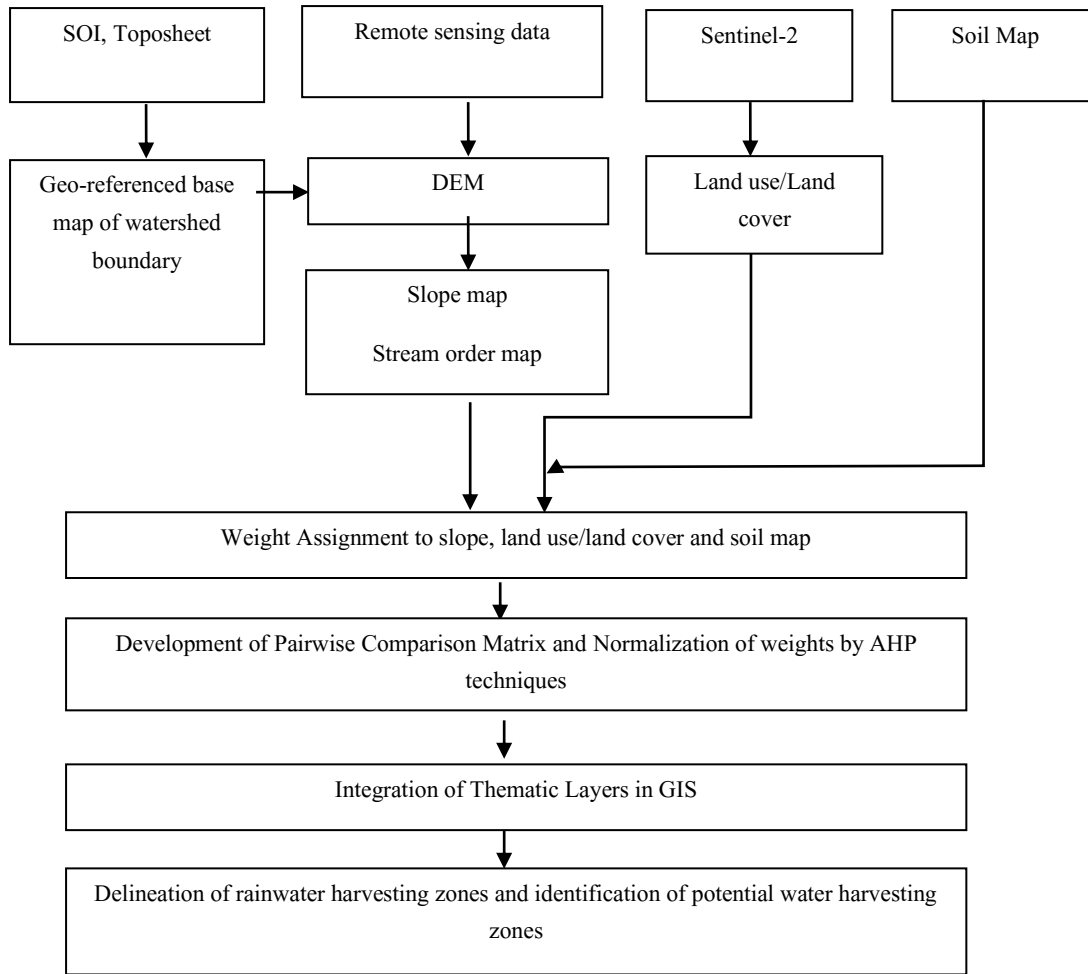 SOI, Toposheet
Remote sensing data
Sentinel-2
Soil Map
Geo-referenced base
map of watershed
boundary
DEM
Land use/Land
cover
Slope map
Stream order map
Weight Assignment to slope, land use/land cover and soil map
Development of Pairwise Comparison Matrix and Normalization of weights by AHP
techniques
Integration of Thematic Layers in GIS
Delineation of rainwater harvesting zones and identification of potential water harvesting
zones